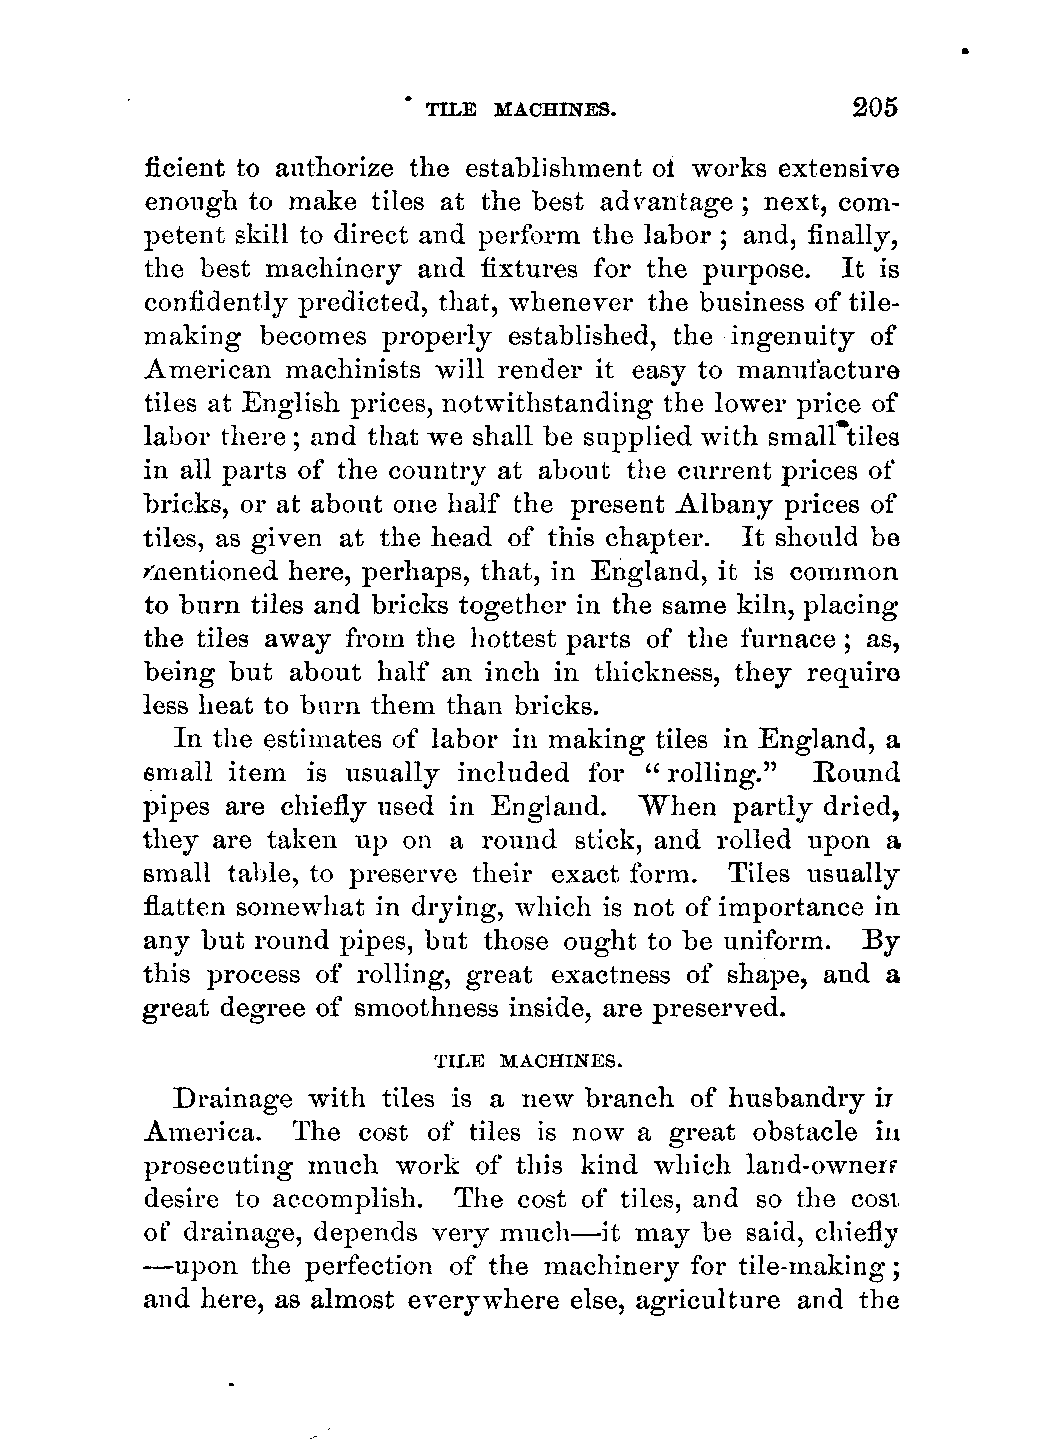 TILE MACHINES. 205
ficient to authorize the establishment of works extensive
enough to make tiles at the best advantage ; next, com-
petent skill to direct and perform the labor ; and, finally,
the best machinery and fixtures for the purpose. It is
confidently predicted, that, whenever the business of tile-
making becomes properly established, the ingenuity of
American machinists will render it easy to manufacture
tiles at English prices, notwithstanding the lower price of
labor there ; and that we shall be supplied with small tiles
in all parts of the country at about the current prices of
bricks, or at about one half the present Albany prices of
tiles, as given at the head of this chapter. It should be
mentioned here, perhaps, that, in England, it is common
to burn tiles and bricks together in the same kiln, placing
the tiles away from the hottest parts of the furnace ; as,
being but about half an inch in thickness, they require
less heat to burn them than bricks.
In the estimates of labor in making tiles in England, a
small item is usually included for “ rolling.” Round
pipes are chiefly used in England. When partly dried,
they are taken up on a round stick, and rolled upon a
small table, to preserve their exact form. Tiles usually
flatten somewhat in drying, which is not of importance in
any but round pipes, but those ought to be uniform. By
this process of rolling, great exactness of shape, and a
great degree of smoothness inside, are preserved.
TILE MACHINES.
Drainage with tiles is a new branch of husbandry in
America. The cost of tiles is now a great obstacle in
prosecuting much work of this kind which land-owners
desire to accomplish. The cost of tiles, and so the cost
of drainage, depends very much—it may be said, chiefly
—upon the perfection of the machinery for tile-making ;
and here, as almost everywhere else, agriculture and the